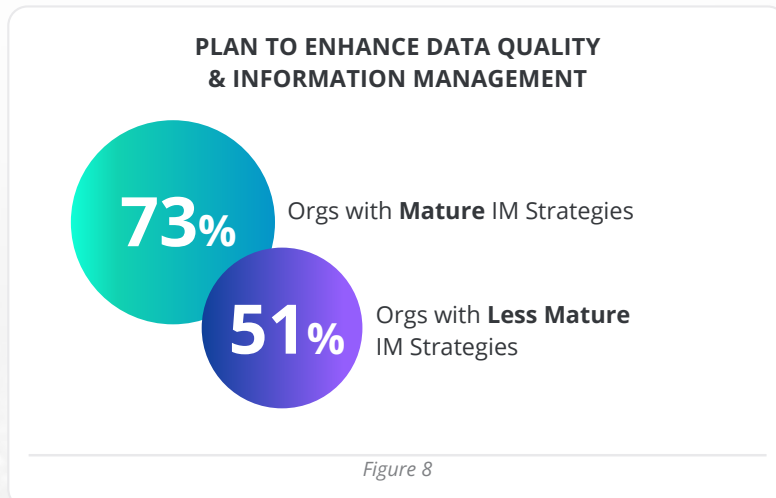 PLAN TO ENHANCE DATA QUALITY
& INFORMATION MANAGEMENT
73%
Orgs with Mature IM Strategies
51%
Orgs with Less Mature
IM Strategies
Figure 8